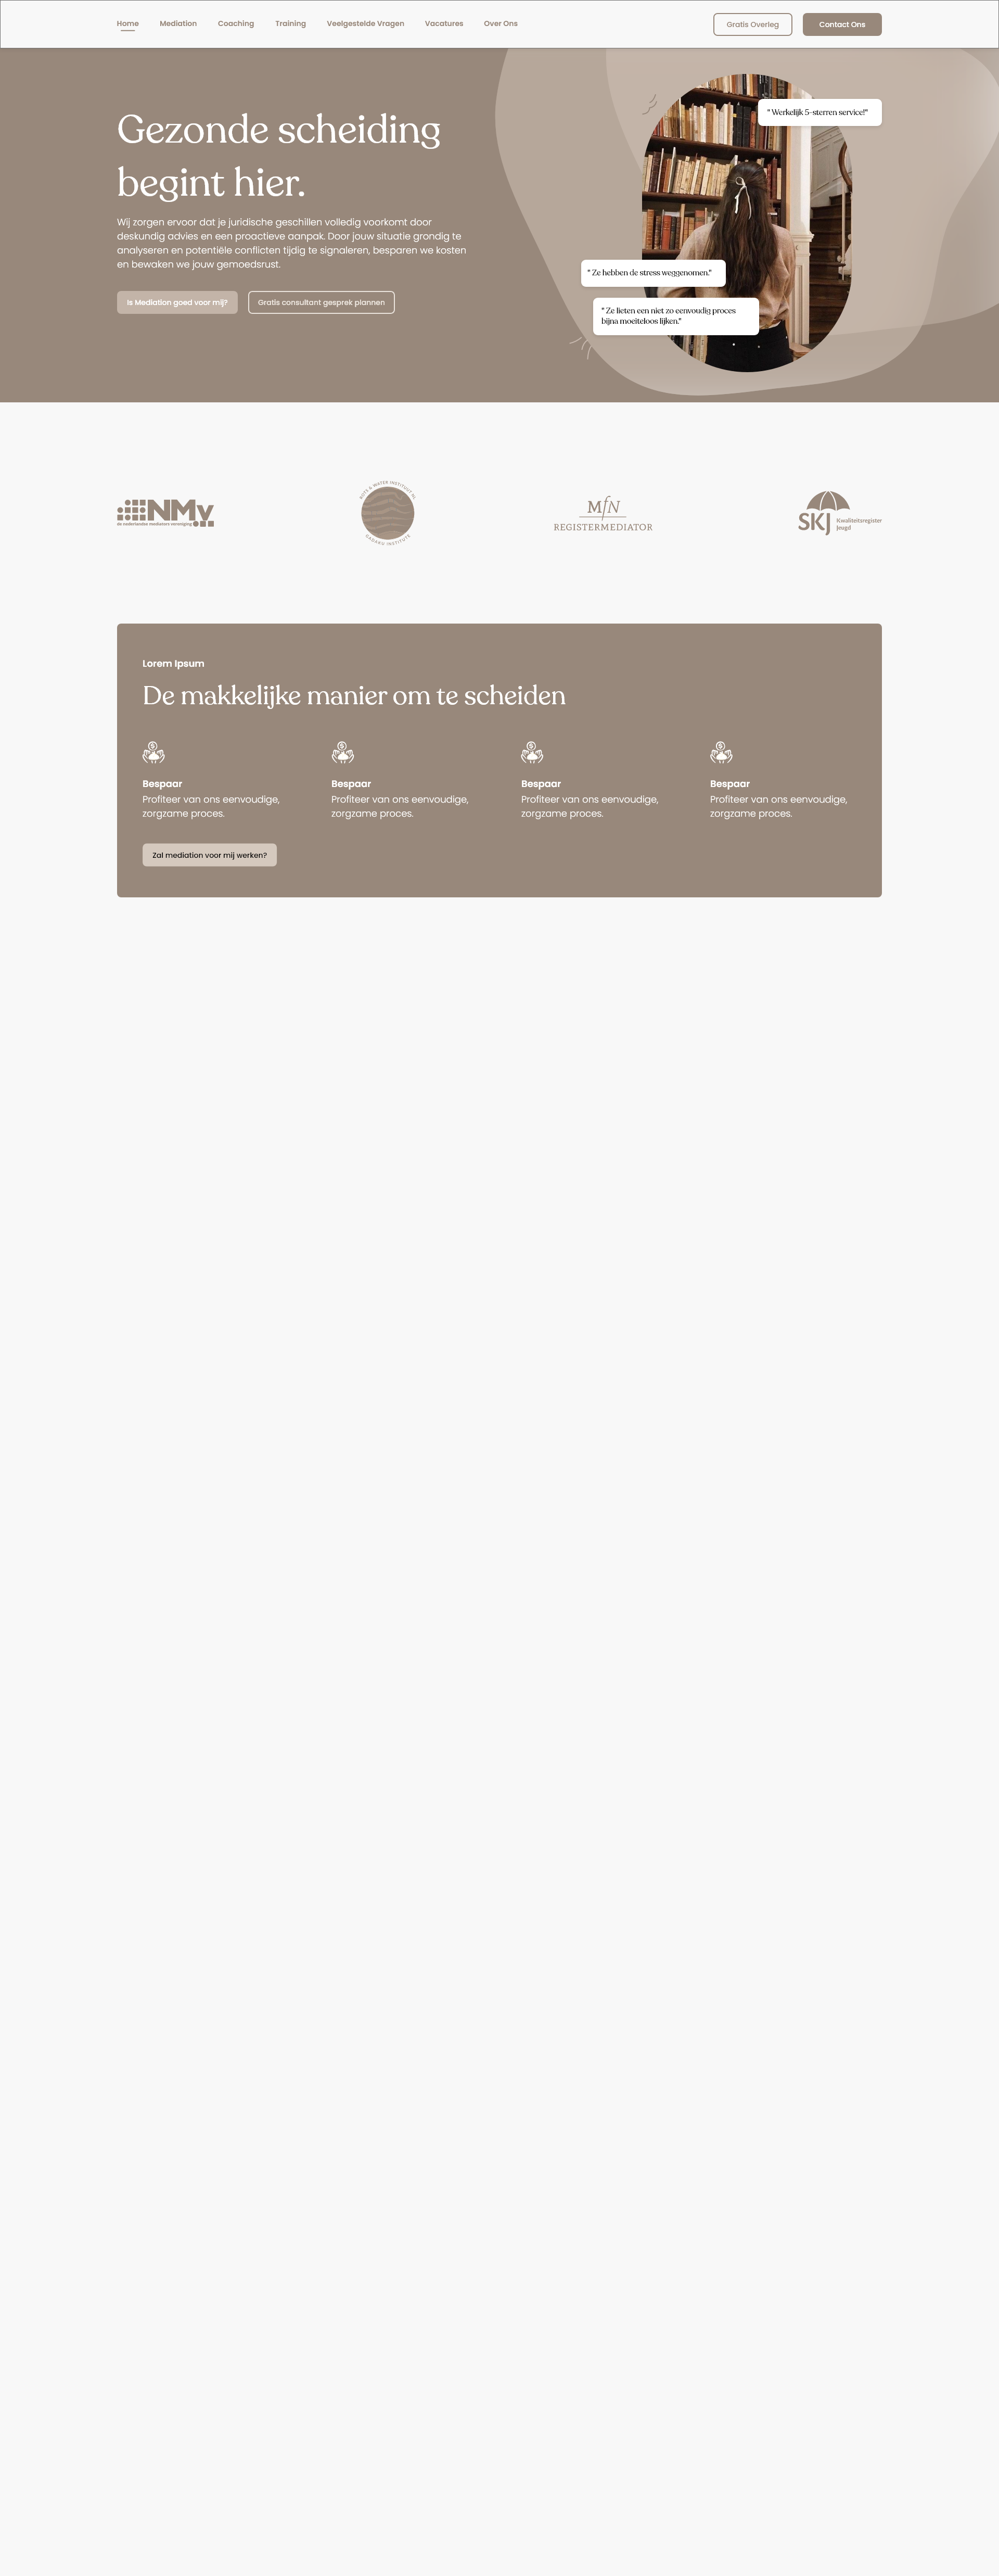 Home Mediation Coaching Training Veelgestelde Vragen Vacatures Over Ons Gratis Overleg Contact Ons
Gezonde scheiding
begint hier.
Wij zorgen ervoor dat je juridische geschillen volledig voorkomt door
deskundig advies en een proactieve aanpak. Door jouw situatie grondig te
analyseren en potentiële conflicten tijdig te signaleren, besparen we kosten
en bewaken we jouw gemoedsrust.
Is Mediation goed voor mij? Gratis consultant gesprek plannen
" Werkelijk 5-sterren service!"
" Ze hebben de stress weggenomen."
" Ze lieten een niet zo eenvoudig proces
bijna moeiteloos lijken."
NMv
de nederlandse mediators vereniging
ROTS & WATER INSTITUUT NL
GADAKU INSTITUTE
MfN
REGISTERMEDIATOR
SKJ
Kwaliteitsregister
Jeugd
Lorem Ipsum
De makkelijke manier om te scheiden
Bespaar Bespaar Bespaar Bespaar
Profiteer van ons eenvoudige, Profiteer van ons eenvoudige, Profiteer van ons eenvoudige, Profiteer van ons eenvoudige,
zorgzame proces. zorgzame proces. zorgzame proces. zorgzame proces.
Zal mediation voor mij werken?